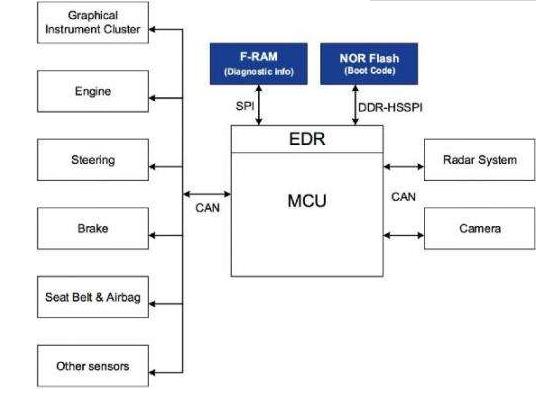 Graphical
Instrument Cluster
Engine
Steering
Brake
Seat Belt & Airbag
Other sensors
CAN
F-RAM
(Diagnostic info)
NOR Flash
(Boot Code)
SPI
DDR-HSSPI
EDR
MCU
CAN
Radar System
Camera